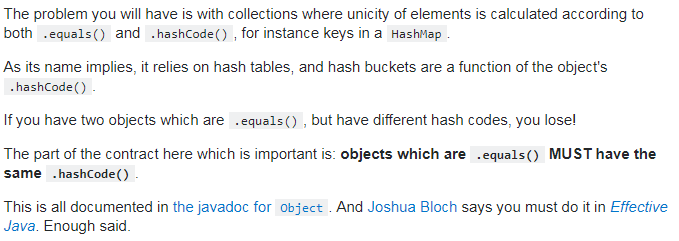 The problem you will have is with collections where unicity of elements is calculated according to
both .equals() and .hashCode(), for instance keys in a HashMap.
As its name implies, it relies on hash tables, and hash buckets are a function of the object's
.hashCode().
If you have two objects which are .equals(), but have different hash codes, you lose!
The part of the contract here which is important is: objects which are .equals() MUST have the
same .hashCode().
This is all documented in the javadoc for Object. And Joshua Bloch says you must do it in Effective
Java. Enough said.